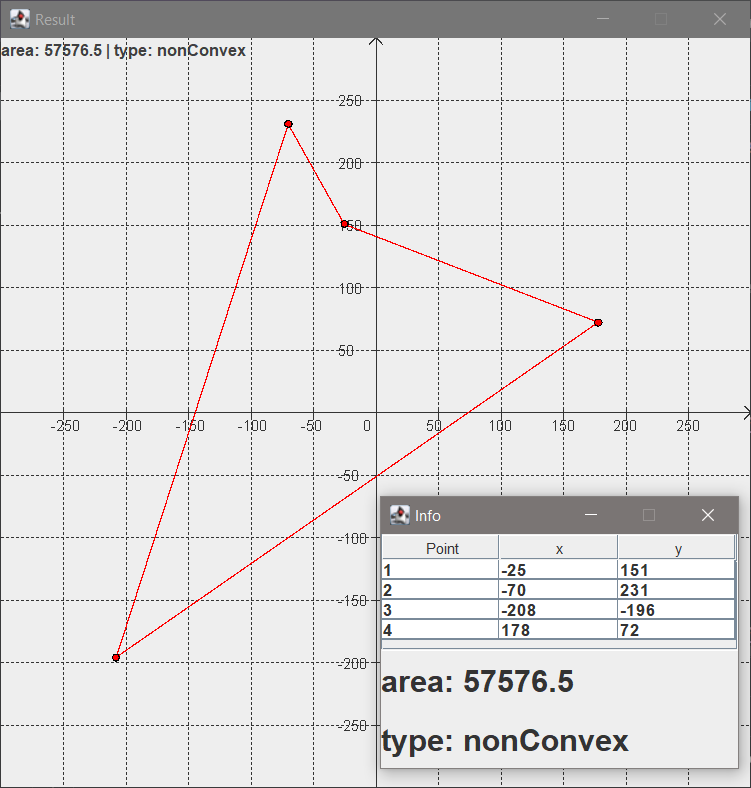 Result
area: 57576.5 | type: nonConvex
250
200
150
100
50
-250 -200 -150 -100 -50 0 50 100 150 200 250
-50
-100
-150
-200
-250
Info
Point x y
1 -25 151
2 -70 231
3 -208 -196
4 178 72
area: 57576.5
type: nonConvex